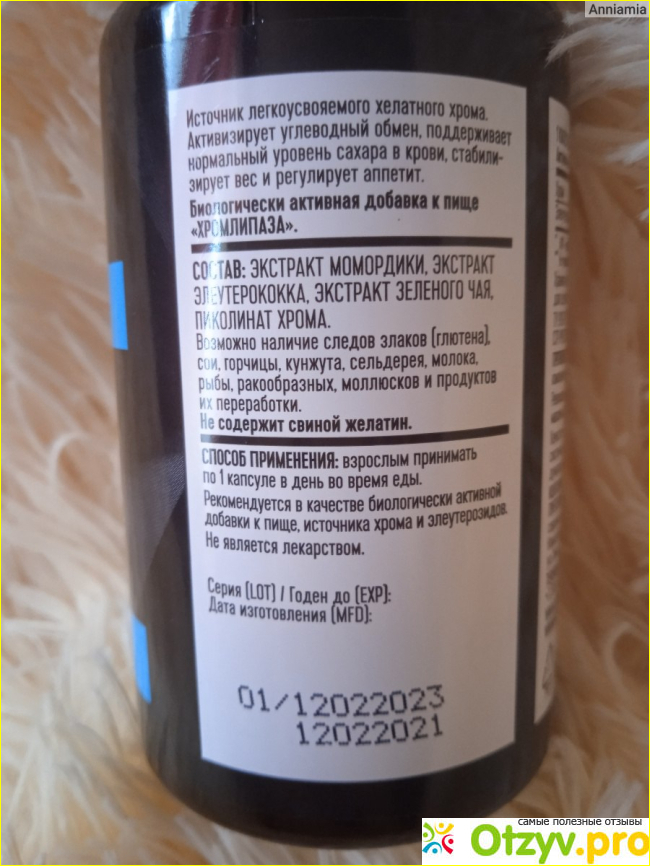 Anniamia
Источник легкоусвояемого хелатного хрома.
Активизирует углеводный обмен, поддерживает
нормальный уровень сахара в крови, стабили-
зирует вес и регулирует аппетит.
Биологически активная добавка к пище
«ХРОМЛИПАЗА».
СОСТАВ: ЭКСТРАКТ МОМОРДИКИ, ЭКСТРАКТ
ЭЛЕУТЕРОКОККА, ЭКСТРАКТ ЗЕЛЕНОГО ЧАЯ,
ПИКОЛИНАТ ХРОМА.
Возможно наличие следов злаков (глютена),
сои, горчицы, кунжута, сельдерея, молока,
рыбы, ракообразных, моллюсков и продуктов
их переработки.
Не содержит свиной желатин.
СПОСОБ ПРИМЕНЕНИЯ: взрослым принимать
по 1 капсуле в день во время еды.
Рекомендуется в качестве биологически активной
добавки к пище, источника хрома и элеутерозидов.
Не является лекарством.
Серия (LOT) / Годен до (EXP):
Дата изготовления (MFD):
01/12022023
12022021
самые полезные отзывы
Otzyv.pro